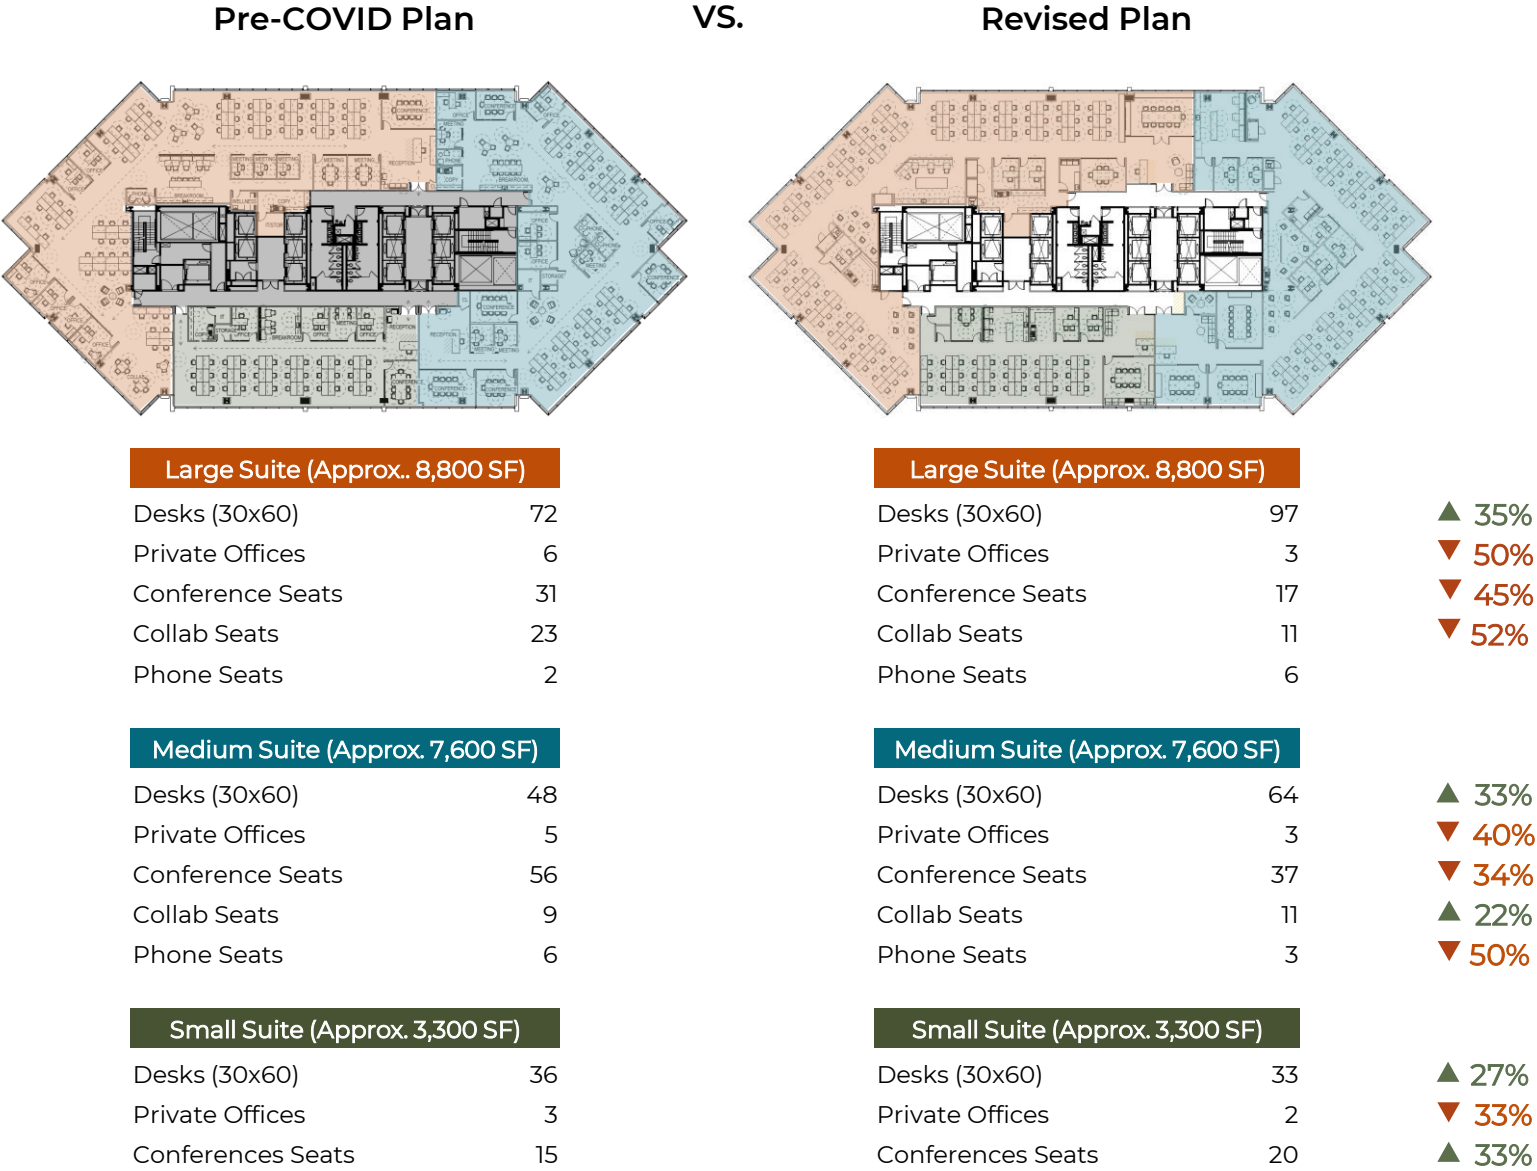 Pre-COVID Plan VS. Revised Plan
Large Suite (Approx.. 8,800 SF) Large Suite (Approx. 8,800 SF)
Desks (30x60) 72 Desks (30x60) 97 ▲ 35%
Private Offices 6 Private Offices 3 ▼ 50%
Conference Seats 31 Conference Seats 17 ▼ 45%
Collab Seats 23 Collab Seats 11 ▼ 52%
Phone Seats 2 Phone Seats 6
Medium Suite (Approx. 7,600 SF) Medium Suite (Approx. 7,600 SF)
Desks (30x60) 48 Desks (30x60) 64 ▲ 33%
Private Offices 5 Private Offices 3 ▼ 40%
Conference Seats 56 Conference Seats 37 ▼ 34%
Collab Seats 9 Collab Seats 11 ▲ 22%
Phone Seats 6 Phone Seats 3 ▼ 50%
Small Suite (Approx. 3,300 SF) Small Suite (Approx. 3,300 SF)
Desks (30x60) 36 Desks (30x60) 33 ▲ 27%
Private Offices 3 Private Offices 2 ▼ 33%
Conferences Seats 15 Conferences Seats 20 ▲ 33%